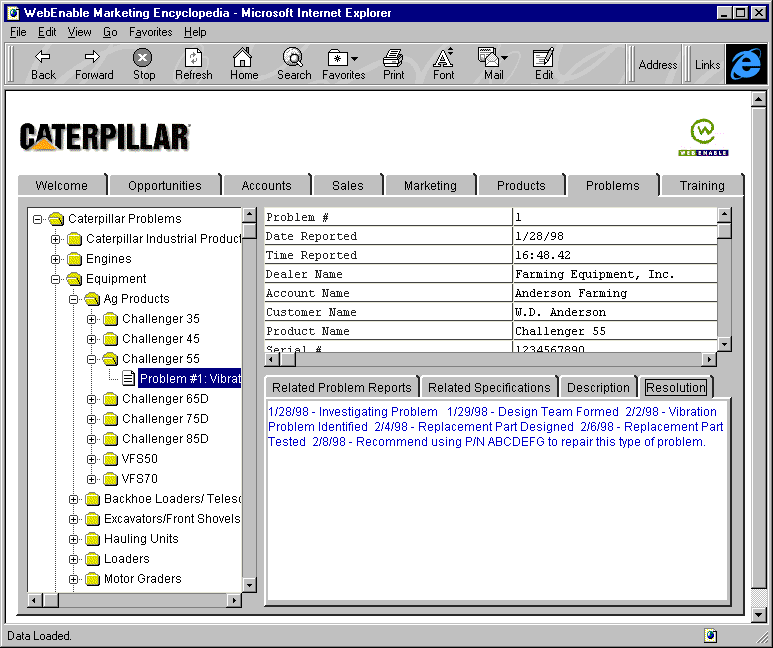 WebEnable Marketing Encyclopedia - Microsoft Internet Explorer
File Edit View Go Favorites Help
Back Forward Stop Refresh Home Search Favorites Print Font Mail Edit Address Links
CATERPILLAR
WEBENABLE
Welcome Opportunities Accounts Sales Marketing Products Problems Training
Caterpillar Problems
Caterpillar Industrial Product
Engines
Equipment
Ag Products
Challenger 35
Challenger 45
Challenger 55
Problem #1: Vibrat
Challenger 65D
Challenger 75D
Challenger 85D
VFS50
VFS70
Backhoe Loaders/ Telesc
Excavators/Front Shovels
Hauling Units
Loaders
Motor Graders
Problem # 1
Date Reported 1/28/98
Time Reported 16:48.42
Dealer Name Farming Equipment, Inc.
Account Name Anderson Farming
Customer Name W.D. Anderson
Product Name Challenger 55
Serial # 1234567890
Related Problem Reports Related Specifications Description Resolution
1/28/98 - Investigating Problem 1/29/98 - Design Team Formed 2/2/98 - Vibration
Problem Identified 2/4/98 - Replacement Part Designed 2/6/98 - Replacement Part
Tested 2/8/98 - Recommend using P/N ABCDEFG to repair this type of problem.
Data Loaded.